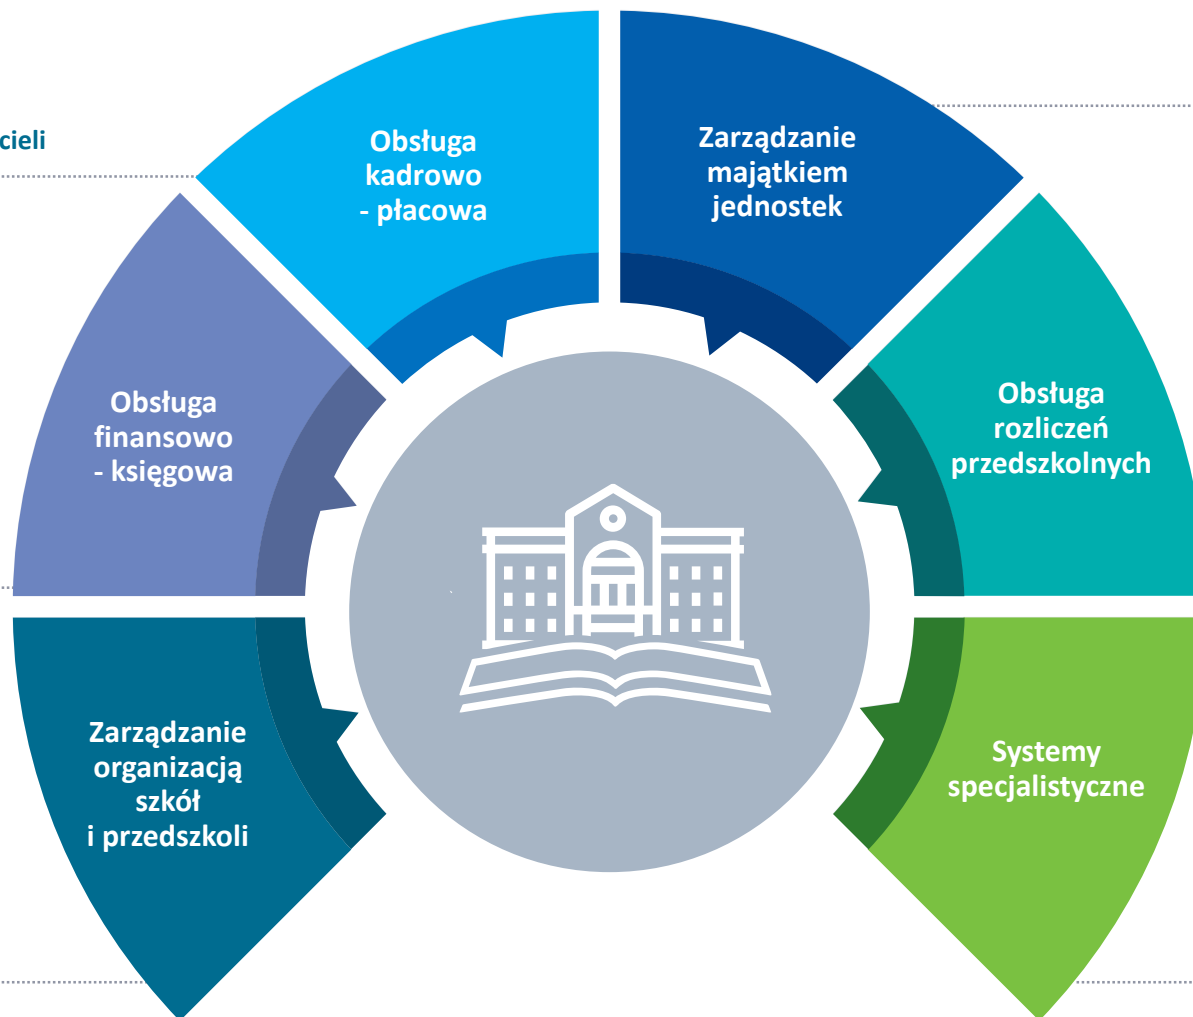 cieli
Obsługa
kadrowo
- płacowa
Zarządzanie
majątkiem
jednostek
Obsługa
finansowo
- księgowa
Obsługa
rozliczeń
przedszkolnych
Zarządzanie
organizacją
szkół
i przedszkoli
Systemy
specjalistyczne